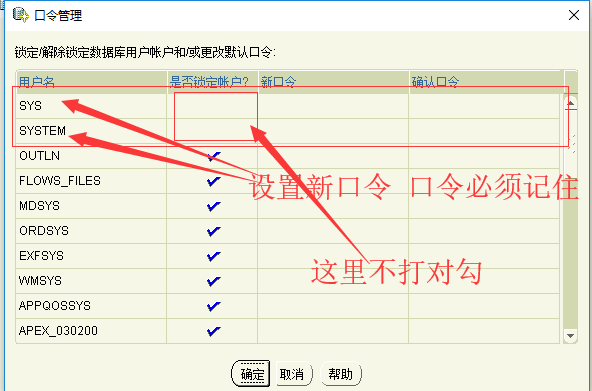 口令管理
锁定/解除锁定数据库用户帐户和/或更改默认口令:
用户名 是否锁定帐户? 新口令 确认口令
SYS
SYSTEM
OUTLN
FLOWS_FILES
设置新口令 口令必须记住
MDSYS
ORDSYS
EXFSYS
这里不打对勾
WMSYS
APPQOSSYS
APEX_030200
确定 取消 帮助